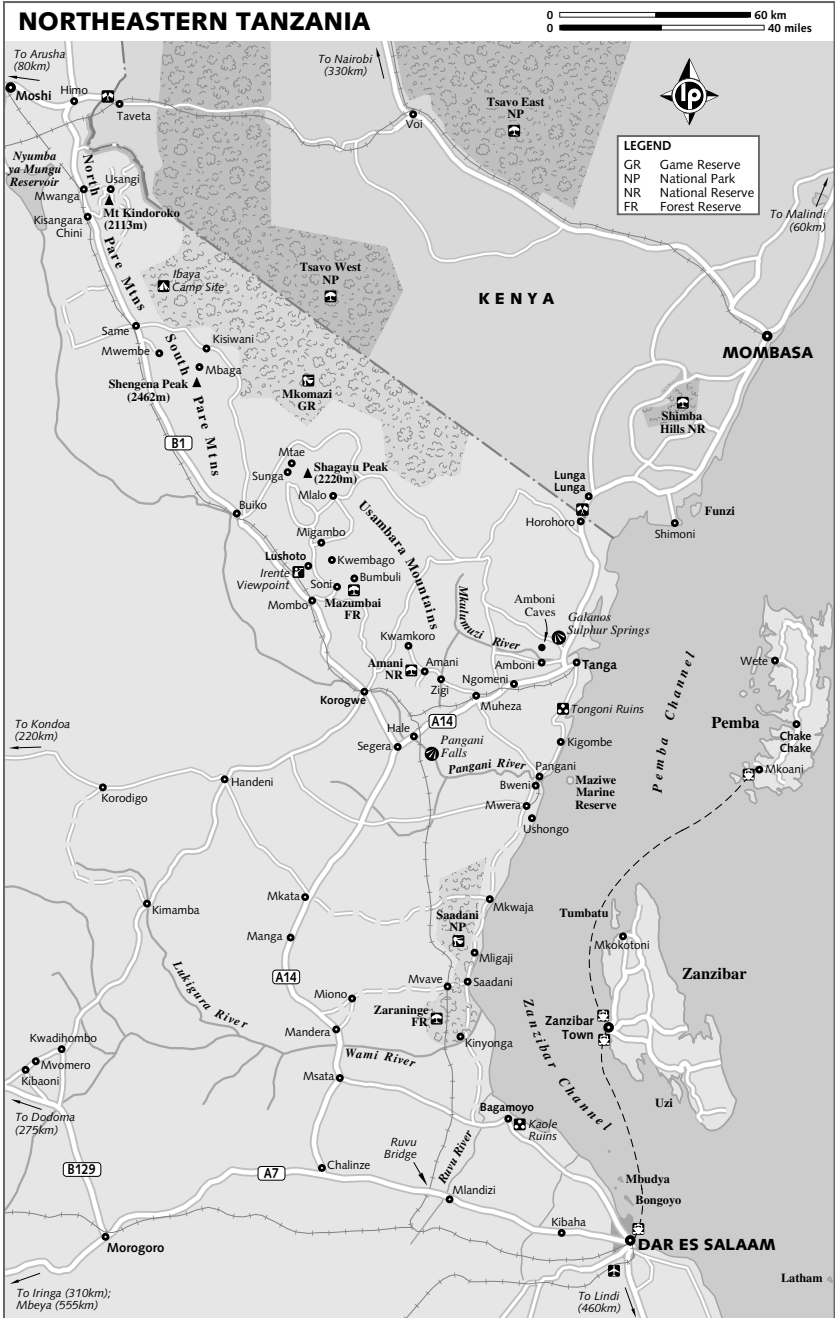 NORTHEASTERN TANZANIA
0 60 km
0 40 miles
To Arusha
(80km)
To Nairobi
(330km)
Moshi
Himo
Taveta
Voi
Tsavo East
NP
LP
LEGEND
GR Game Reserve
NP National Park
NR National Reserve
FR Forest Reserve
To Malindi
(60km)
Nyumba
ya Mungu
Reservoir
Mwanga
Usangi
Mt Kindoroko
(2113m)
Kisangara
Chini
North Pare Mtns
Ibaya
Camp Site
Tsavo West
NP
KENYA
MOMBASA
Same
Mwembe
Kisiwani
Mbaga
Shengena Peak
(2462m)
South Pare Mtns
Mkomazi
GR
Shimba
Hills NR
B1
Mtae
Sunga
Shagayu Peak
(2220m)
Mlalo
Usambara Mountains
Lunga
Lunga
Horohoro
Funzi
Shimoni
Buiko
Migambo
Lushoto
Irente
Viewpoint
Kwembago
Soni
Bumbuli
Mombo
Mazumbai
FR
Mkulumuzi River
Amboni
Caves
Galanos
Sulphur Springs
Kwamkoro
Amani
NR
Amani
Zigi
Amboni
Tanga
Ngomeni
Muheza
Wete
Pemba Channel
Pemba
Chake
Chake
Mkoani
Korogwe
A14
Tongoni Ruins
To Kondoa
(220km)
Hale
Segera
Pangani
Falls
Kigombe
Pangani River
Pangani
Bweni
Maziwe
Marine
Reserve
Korodigo
Handeni
Mwera
Ushongo
Kimamba
Mkata
Mkwaja
Saadani
NP
Tumbatu
Mkokotoni
Zanzibar
Manga
Mligaji
A14
Lukigura River
Miono
Mvave
Saadani
Zaraninge
FR
Zanzibar
Town
Zanzibar Channel
Mandera
Kwadihombo
Mvomero
Kibaoni
Wami River
Kinyonga
Msata
To Dodoma
(275km)
Uzi
Bagamoyo
Kaole
Ruins
Ruvu
Bridge
Ruvu River
B129
A7
Chalinze
Mlandizi
Mbudya
Bongoyo
Kibaha
Morogoro
DAR ES SALAAM
To Iringa (310km);
Mbeya (555km)
To Lindi
(460km)
Latham